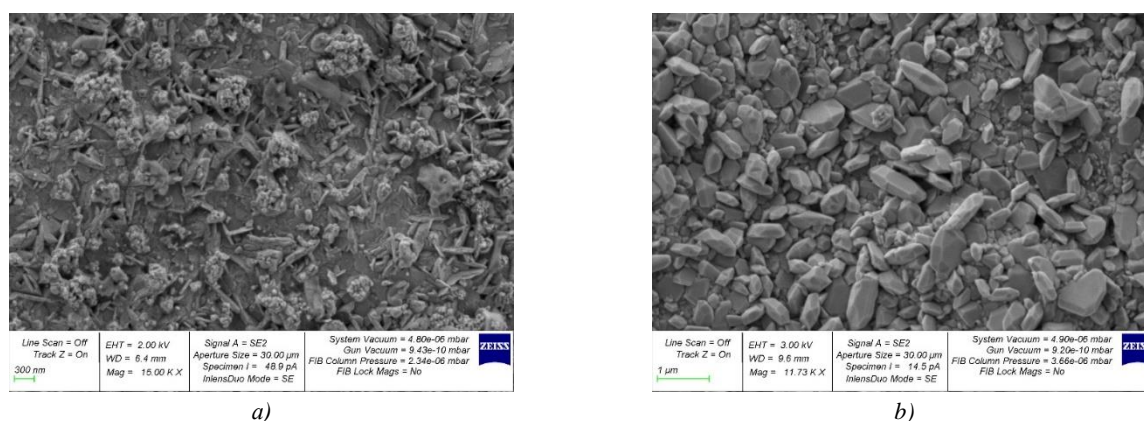 Line Scan = Off
Track Z = On
300 nm
EHT = 2.00 kV
WD = 6.4 mm
Mag = 15.00 K X
Signal A = SE2
Aperture Size = 30.00 µm
Specimen I = 48.9 pA
InlensDuo Mode = SE
System Vacuum = 4.80e-06 mbar
Gun Vacuum = 9.43e-10 mbar
FIB Column Pressure = 2.34e-06 mbar
FIB Lock Mags = No
ZEISS
a)
Line Scan = Off
Track Z = On
1 µm
EHT = 3.00 kV
WD = 9.6 mm
Mag = 11.73 K X
Signal A = SE2
Aperture Size = 30.00 µm
Specimen I = 14.5 pA
InlensDuo Mode = SE
System Vacuum = 4.90e-06 mbar
Gun Vacuum = 9.20e-10 mbar
FIB Column Pressure = 3.66e-06 mbar
FIB Lock Mags = No
ZEISS
b)